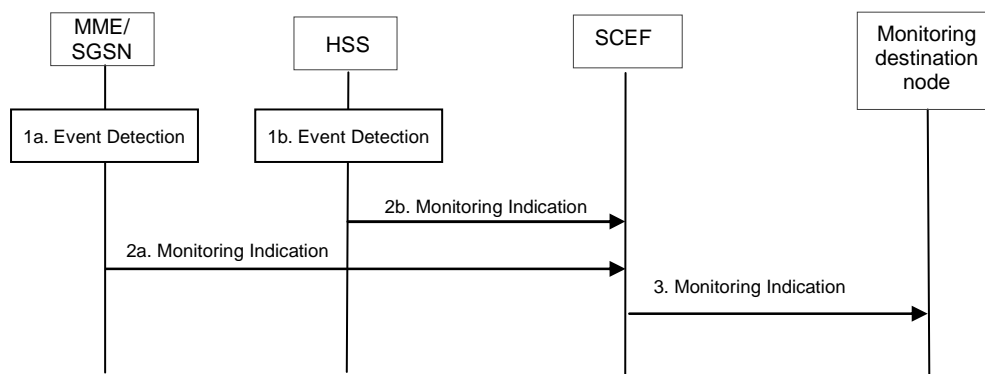 MME/
SGSN
HSS
SCEF
Monitoring
destination
node
1a. Event Detection
1b. Event Detection
2b. Monitoring Indication
2a. Monitoring Indication
3. Monitoring Indication